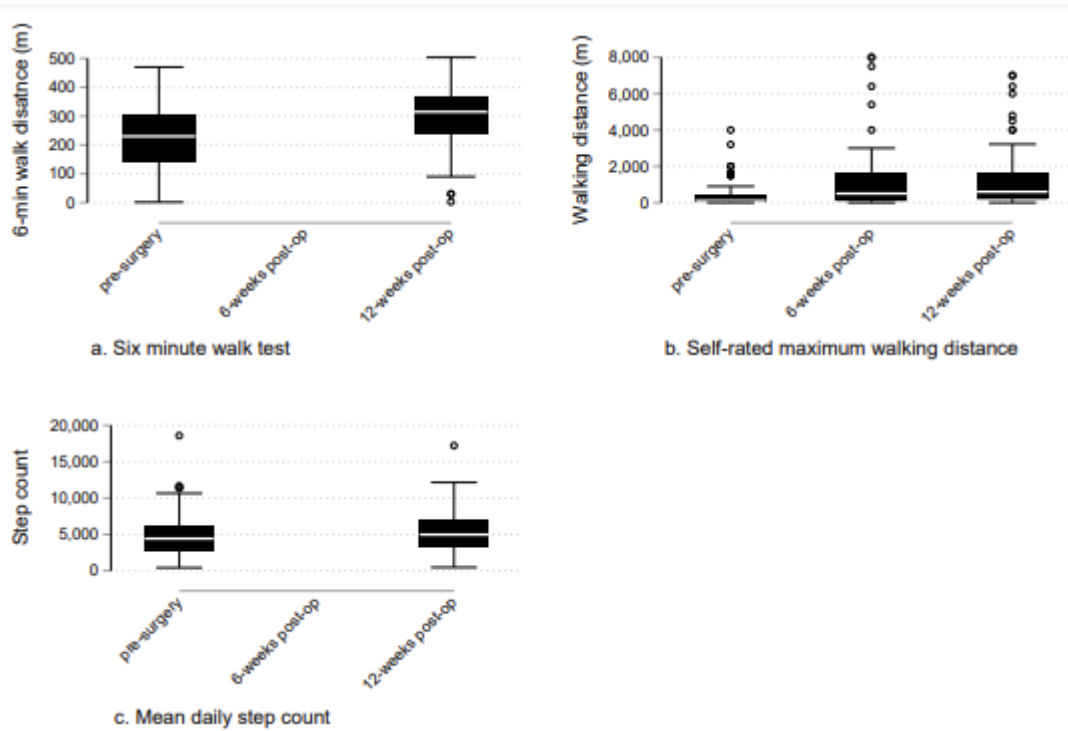 6-min walk disatnce (m)
500
400
300
200
100
0
pre-surgery
6-weeks post-op
12-weeks post-op
a. Six minute walk test
Walking distance (m)
8,000
6,000
4,000
2,000
0
pre-surgery
6-weeks post-op
12-weeks post-op
b. Self-rated maximum walking distance
Step count
20,000
15,000
10,000
5,000
0
pre-surgery
6-weeks post-op
12-weeks post-op
c. Mean daily step count